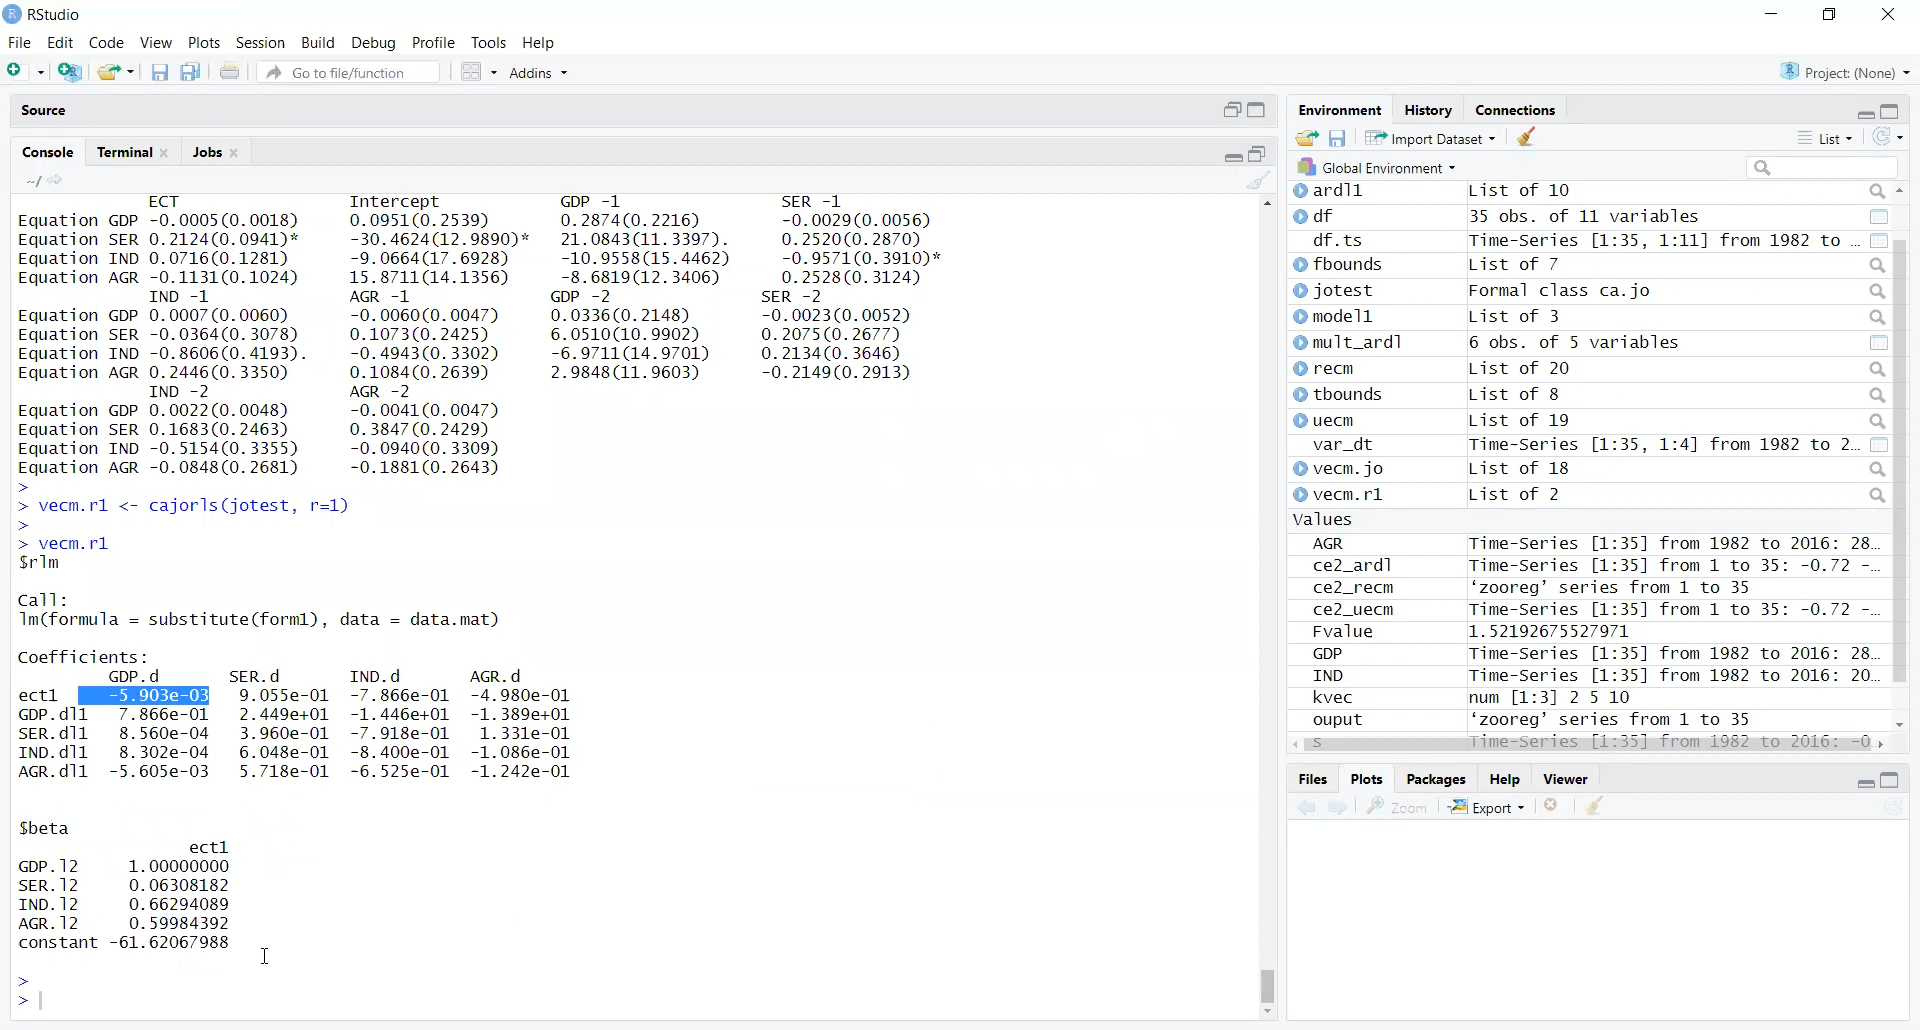 RStudio
File Edit Code View Plots Session Build Debug Profile Tools Help
Go to file/function Addins Project: (None)
Source
Console Terminal Jobs
~/
ECT Intercept GDP -1 SER -1
Equation GDP -0.0005(0.0018) 0.0951(0.2539) 0.2874(0.2216) -0.0029(0.0056)
Equation SER 0.2124(0.0941)* -30.4624(12.9890)* 21.0843(11.3397). 0.2520(0.2870)
Equation IND 0.0716(0.1281) -9.0664(17.6928) -10.9558(15.4462) -0.9571(0.3910)*
Equation AGR -0.1131(0.1024) 15.8711(14.1356) -8.6819(12.3406) 0.2528(0.3124)
IND -1 AGR -1 GDP -2 SER -2
Equation GDP 0.0007(0.0060) -0.0060(0.0047) 0.0336(0.2148) -0.0023(0.0052)
Equation SER -0.0364(0.3078) 0.1073(0.2425) 6.0510(10.9902) 0.2075(0.2677)
Equation IND -0.8606(0.4193). -0.4943(0.3302) -6.9711(14.9701) 0.2134(0.3646)
Equation AGR 0.2446(0.3350) 0.1084(0.2639) 2.9848(11.9603) -0.2149(0.2913)
IND -2 AGR -2
Equation GDP 0.0022(0.0048) -0.0041(0.0047)
Equation SER 0.1683(0.2463) 0.3847(0.2429)
Equation IND -0.5154(0.3355) -0.0940(0.3309)
Equation AGR -0.0848(0.2681) -0.1881(0.2643)
>
> vecm.r1 <- cajorls(jotest, r=1)
>
> vecm.r1
$rlm
Call:
lm(formula = substitute(form1), data = data.mat)
Coefficients:
GDP.d SER.d IND.d AGR.d
ect1 -5.903e-03 9.055e-01 -7.866e-01 -4.980e-01
GDP.dl1 7.866e-01 2.449e+01 -1.446e+01 -1.389e+01
SER.dl1 8.560e-04 3.960e-01 -7.918e-01 1.331e-01
IND.dl1 8.302e-04 6.048e-01 -8.400e-01 -1.086e-01
AGR.dl1 -5.605e-03 5.718e-01 -6.525e-01 -1.242e-01
$beta
ect1
GDP.l2 1.00000000
SER.l2 0.06308182
IND.l2 0.66294089
AGR.l2 0.59984392
constant -61.62067988
>
>
Environment History Connections
Import Dataset List
Global Environment
ardl1 List of 10
df 35 obs. of 11 variables
df.ts Time-Series [1:35, 1:11] from 1982 to …
fbounds List of 7
jotest Formal class ca.jo
model1 List of 3
mult_ardl 6 obs. of 5 variables
recm List of 20
tbounds List of 8
uecm List of 19
var_dt Time-Series [1:35, 1:4] from 1982 to 2…
vecm.jo List of 18
vecm.r1 List of 2
Values
AGR Time-Series [1:35] from 1982 to 2016: 28…
ce2_ardl Time-Series [1:35] from 1 to 35: -0.72 -…
ce2_recm ‘zooreg’ series from 1 to 35
ce2_uecm Time-Series [1:35] from 1 to 35: -0.72 -…
Fvalue 1.52192675527971
GDP Time-Series [1:35] from 1982 to 2016: 28…
IND Time-Series [1:35] from 1982 to 2016: 20…
kvec num [1:3] 2 5 10
ouput ‘zooreg’ series from 1 to 35
s Time-Series [1:35] from 1982 to 2016: -0…
Files Plots Packages Help Viewer
Zoom Export